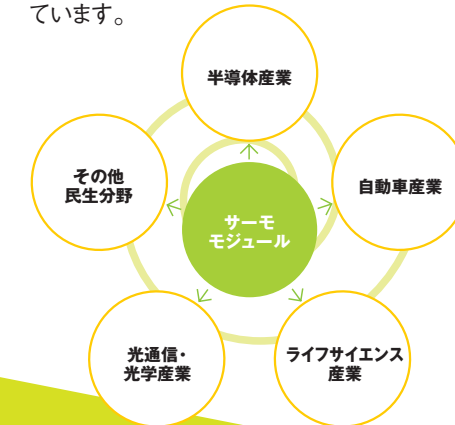 ています。
半導体産業
その他
民生分野
自動車産業
サーモ
モジュール
光通信・
光学産業
ライフサイエンス
産業